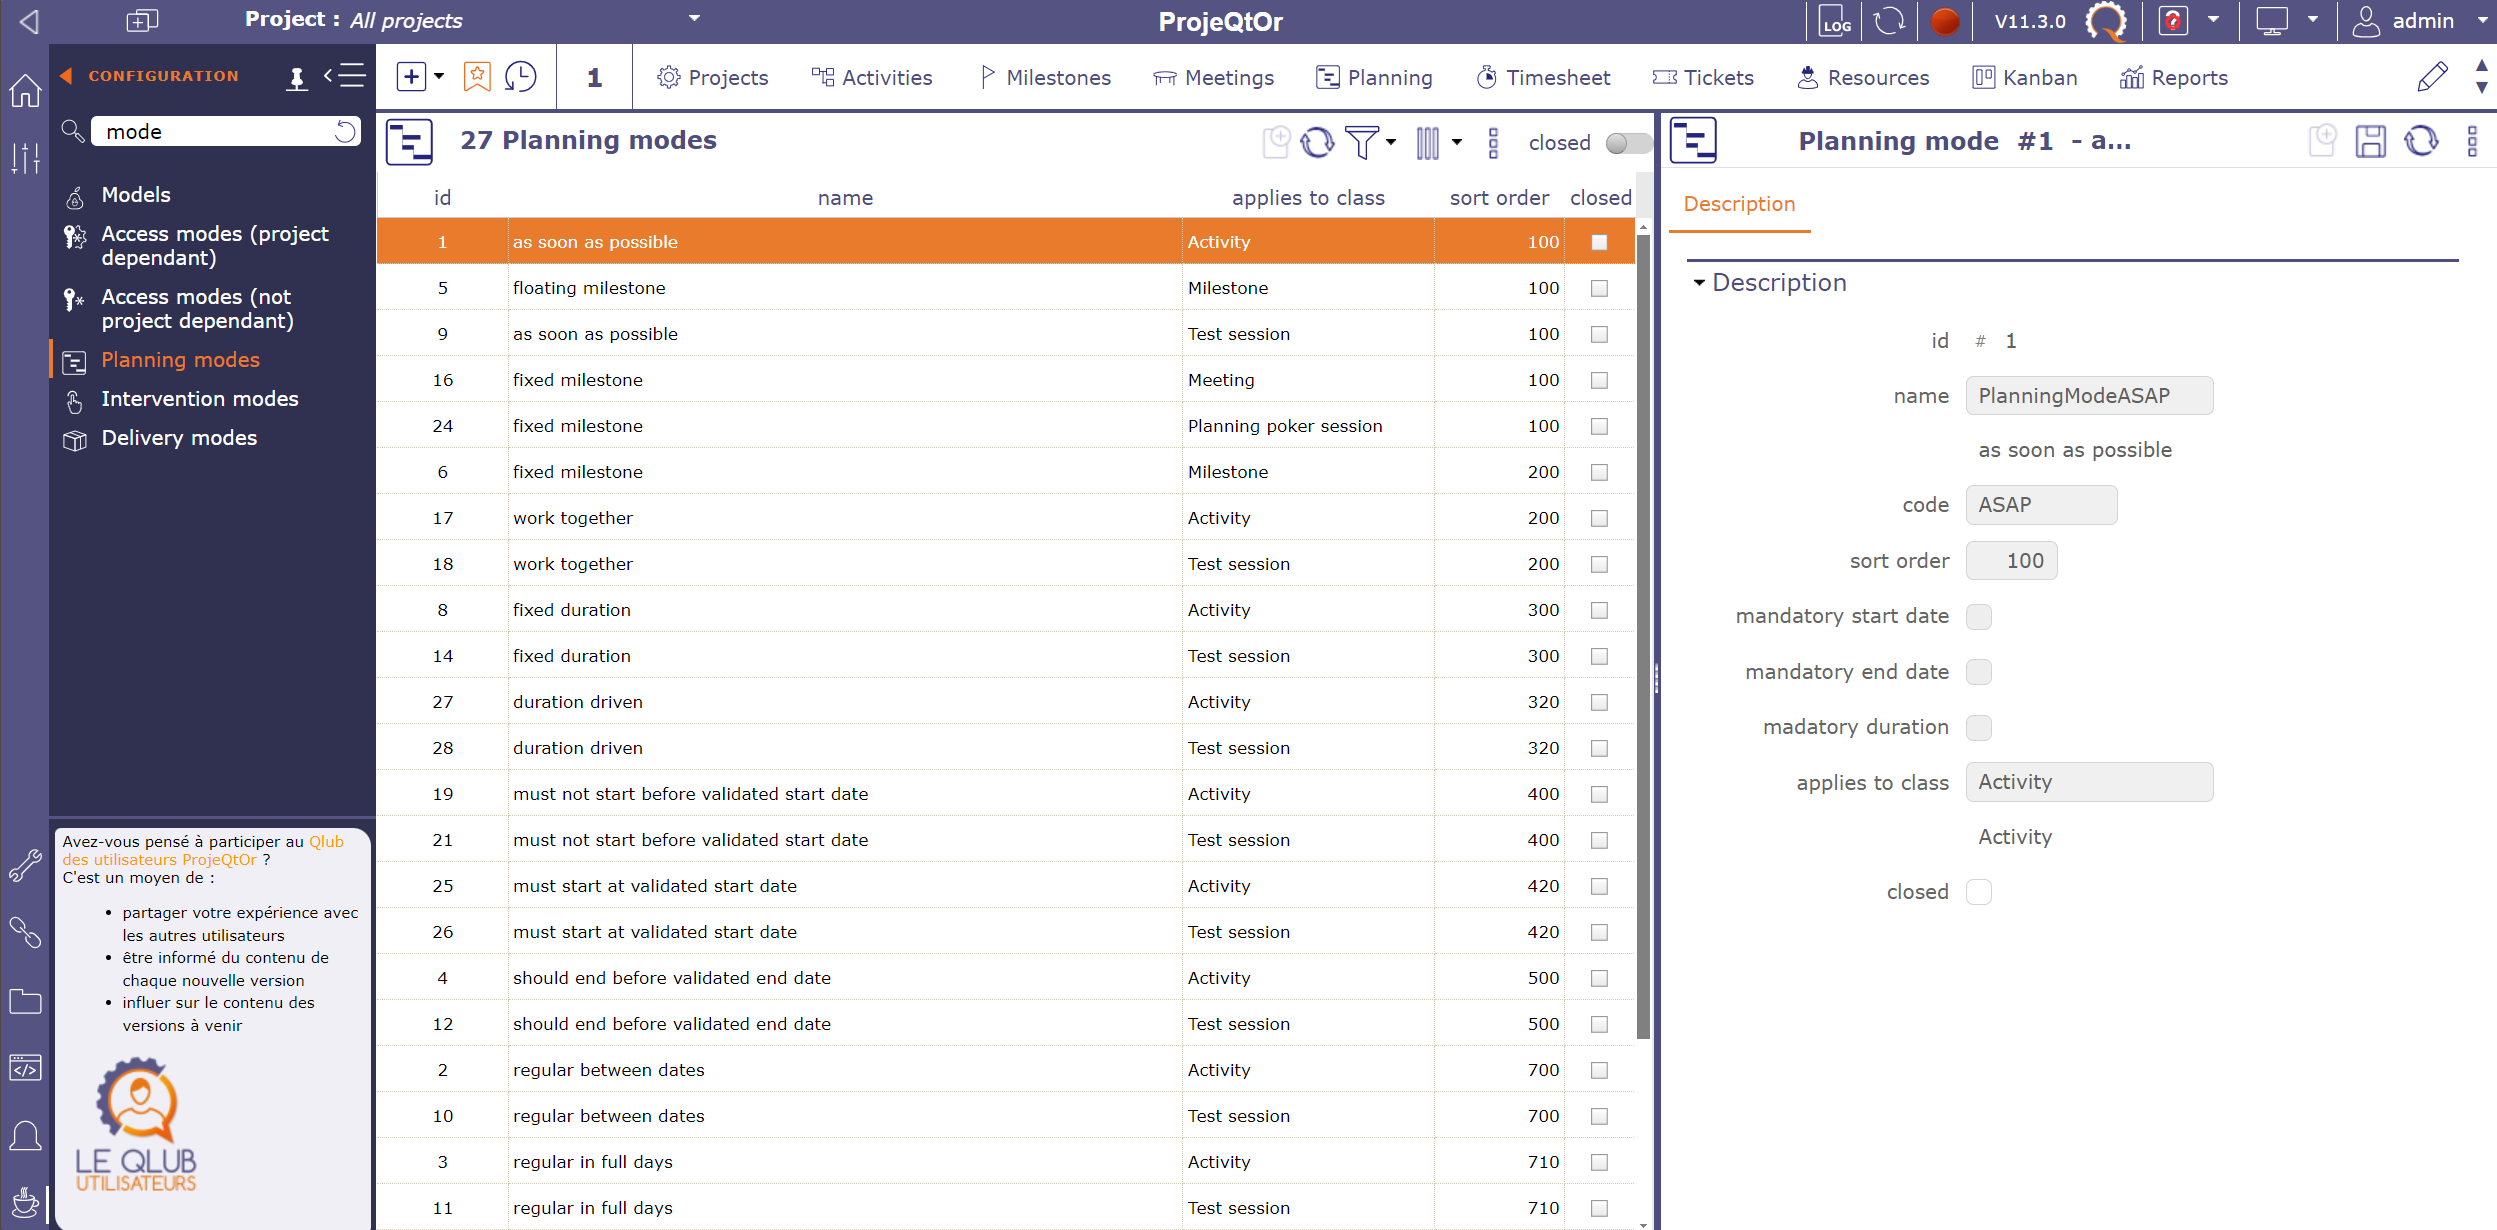 Project : All projects
ProjeQtOr
LOG
V11.3.0
admin
CONFIGURATION
mode
Models
Access modes (project
dependant)
Access modes (not
project dependant)
Planning modes
Intervention modes
Delivery modes
Avez-vous pensé à participer au Qlub
des utilisateurs ProjeQtOr ?
C'est un moyen de :
• partager votre expérience avec
les autres utilisateurs
• être informé du contenu de
chaque nouvelle version
• influer sur le contenu des
versions à venir
LE QLUB
UTILISATEURS
1
Projects
Activities
Milestones
Meetings
Planning
Timesheet
Tickets
Resources
Kanban
Reports
27 Planning modes
closed
id name applies to class sort order closed
1 as soon as possible Activity 100
5 floating milestone Milestone 100
9 as soon as possible Test session 100
16 fixed milestone Meeting 100
24 fixed milestone Planning poker session 100
6 fixed milestone Milestone 200
17 work together Activity 200
18 work together Test session 200
8 fixed duration Activity 300
14 fixed duration Test session 300
27 duration driven Activity 320
28 duration driven Test session 320
19 must not start before validated start date Activity 400
21 must not start before validated start date Test session 400
25 must start at validated start date Activity 420
26 must start at validated start date Test session 420
4 should end before validated end date Activity 500
12 should end before validated end date Test session 500
2 regular between dates Activity 700
10 regular between dates Test session 700
3 regular in full days Activity 710
11 regular in full days Test session 710
Planning mode #1 - a...
Description
Description
id # 1
name PlanningModeASAP
as soon as possible
code ASAP
sort order 100
mandatory start date
mandatory end date
madatory duration
applies to class Activity
Activity
closed